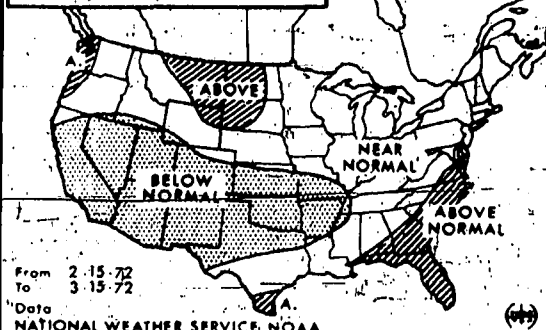 A.
ABOVE
NEAR
NORMAL
BELOW
NORMAL
ABOVE
NORMAL
From 2-15-72
To 3-15-72
A.
Data
NATIONAL WEATHER SERVICE, NOAA